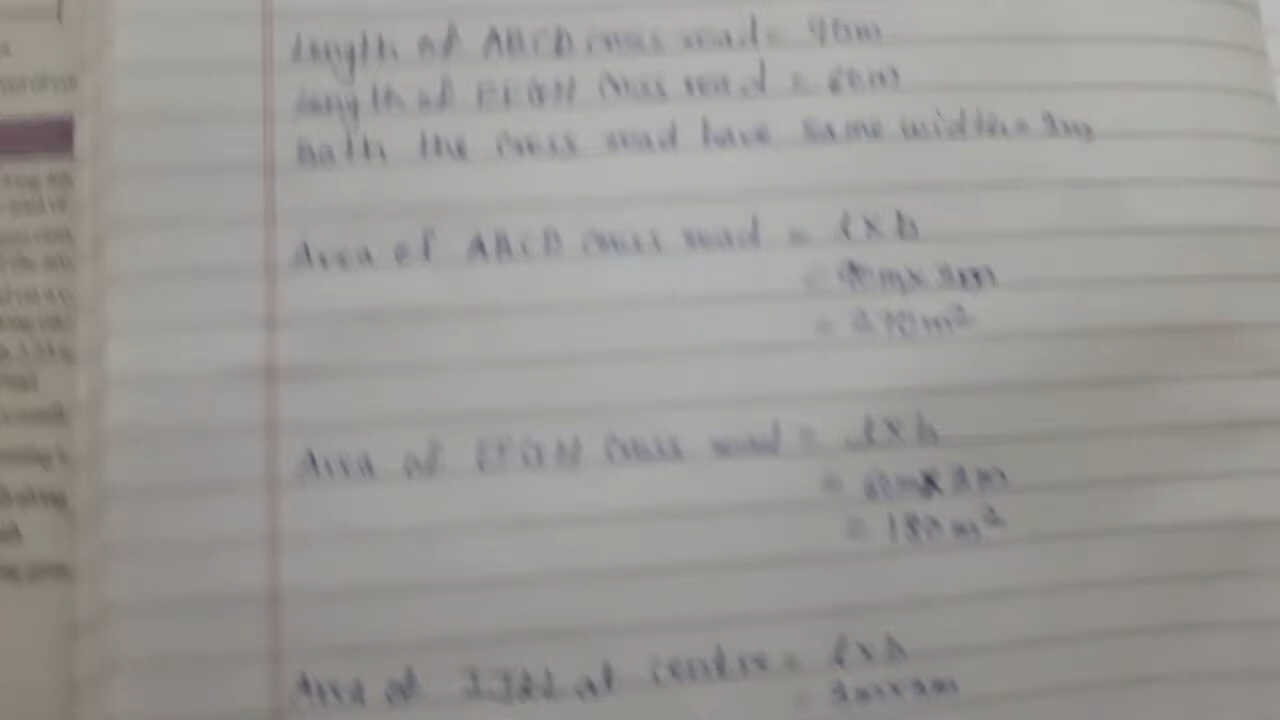 Length of ABCD cross road = 90m
Length of EFGH cross road = 60m
Both the cross road have same width = 3m
Area of ABCD cross road = l×b
= 90m×3m
= 270m²
Area of EFGH cross road = l×b
= 60m×3m
= 180m²
Area of at centre = l×b
= 3m×3m